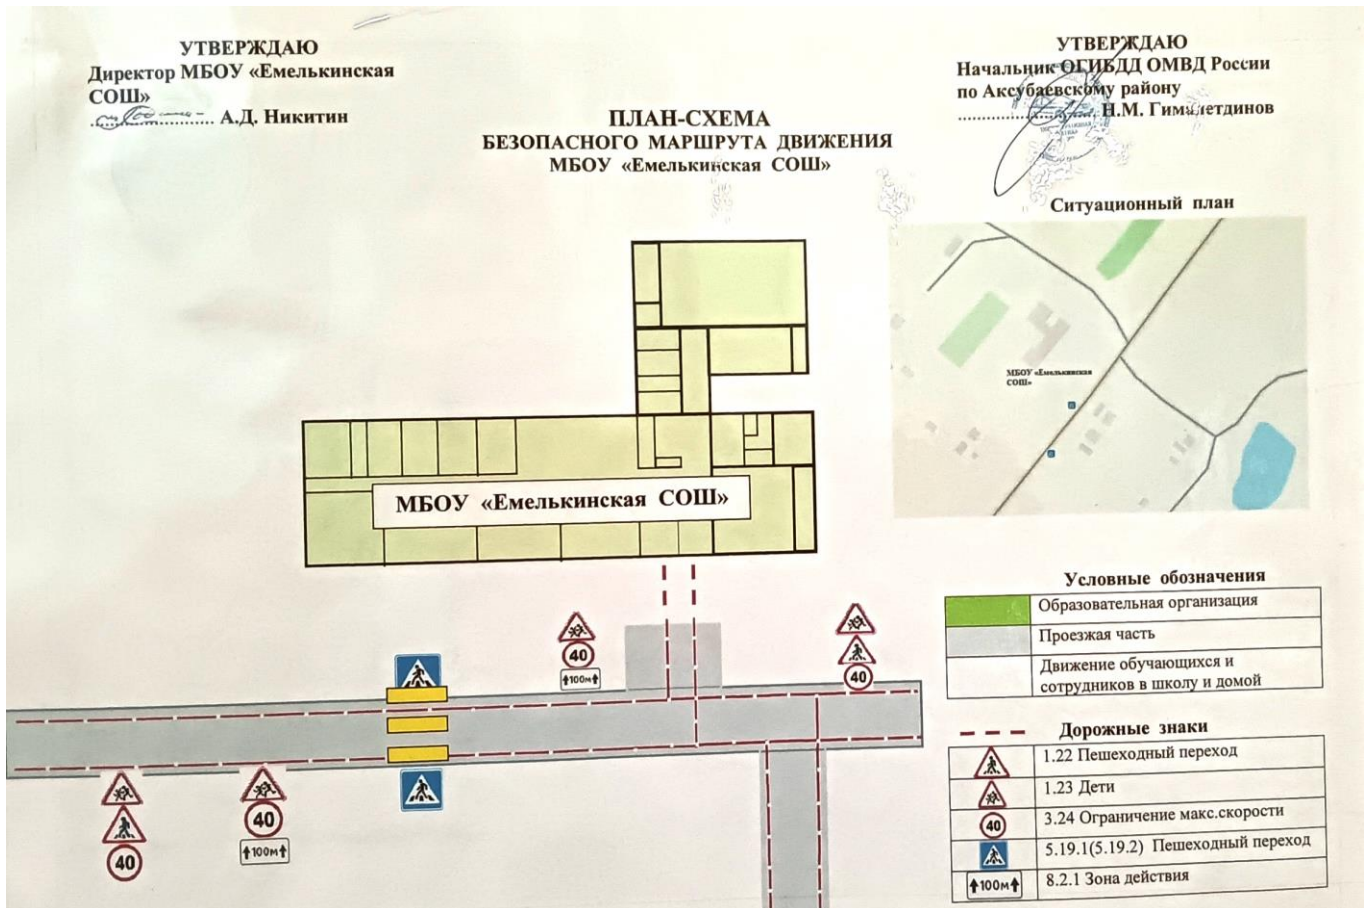 УТВЕРЖДАЮ
Директор МБОУ «Емелькинская
СОШ»
А.Д. Никитин
УТВЕРЖДАЮ
Начальник ОГИБДД ОМВД России
по Аксубаевскому району
Н.М. Гималетдинов
ПЛАН-СХЕМА
БЕЗОПАСНОГО МАРШРУТА ДВИЖЕНИЯ
МБОУ «Емелькинская СОШ»
Ситуационный план
МБОУ «Емелькинская
СОШ»
МБОУ «Емелькинская СОШ»
40
100м
40
40
40
100м
Условные обозначения
Образовательная организация
Проезжая часть
Движение обучающихся и
сотрудников в школу и домой
Дорожные знаки
1.22 Пешеходный переход
1.23 Дети
40
3.24 Ограничение макс.скорости
5.19.1(5.19.2) Пешеходный переход
100м
8.2.1 Зона действия